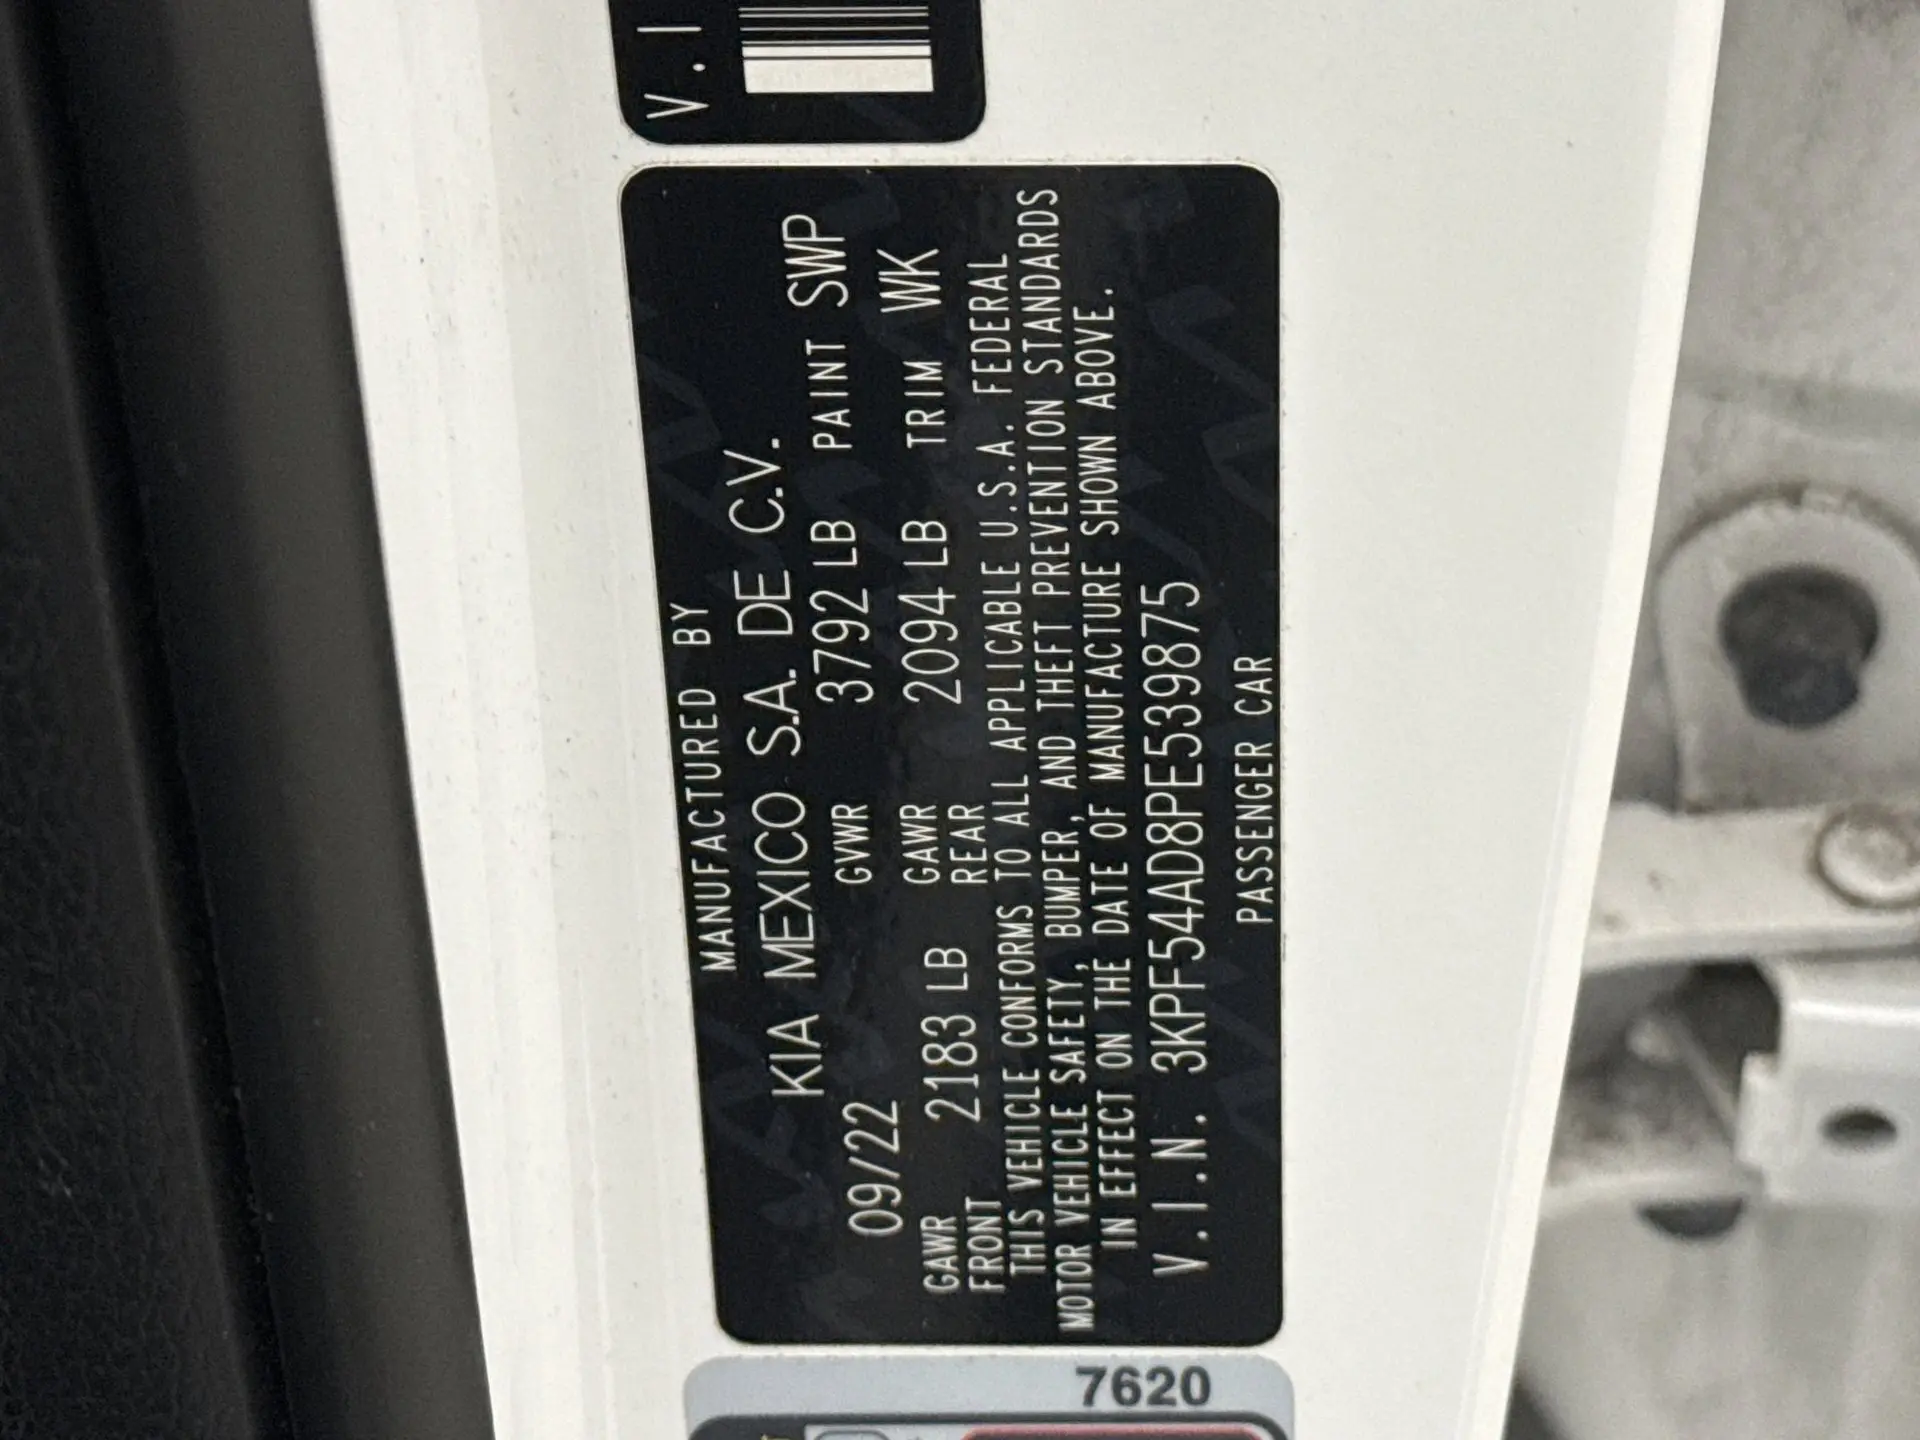 V.I
MANUFACTURED BY
KIA MEXICO S.A. DE C.V.
09/22 GVWR 3792 LB PAINT SWP
GAWR FRONT 2183 LB GAWR REAR 2094 LB TRIM WK
THIS VEHICLE CONFORMS TO ALL APPLICABLE U.S.A. FEDERAL
MOTOR VEHICLE SAFETY, BUMPER, AND THEFT PREVENTION STANDARDS
IN EFFECT ON THE DATE OF MANUFACTURE SHOWN ABOVE.
V.I.N. 3KPF54AD8PE539875
PASSENGER CAR
7620